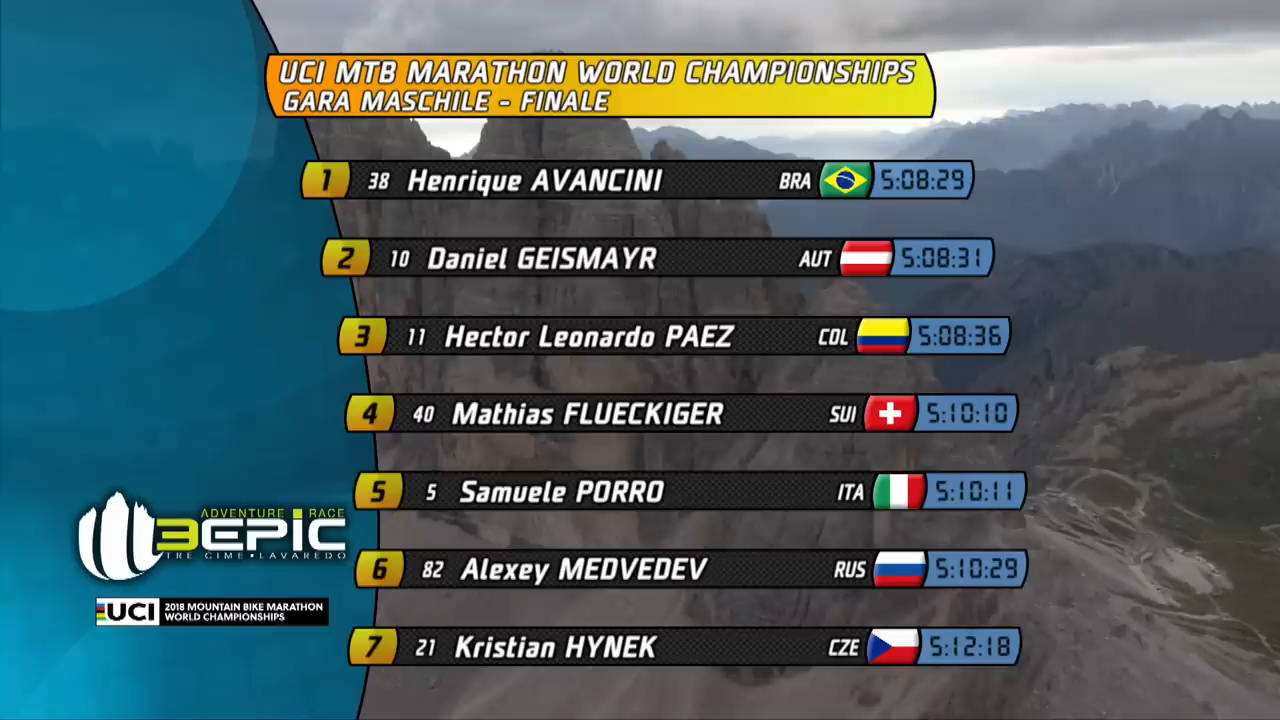 UCI MTB MARATHON WORLD CHAMPIONSHIPS
GARA MASCHILE - FINALE
1 38 Henrique AVANCINI BRA 5:08:29
2 10 Daniel GEISMAYR AUT 5:08:31
3 11 Hector Leonardo PAEZ COL 5:08:36
4 40 Mathias FLUECKIGER SUI 5:10:10
5 5 Samuele PORRO ITA 5:10:11
6 82 Alexey MEDVEDEV RUS 5:10:29
7 21 Kristian HYNEK CZE 5:12:18
ADVENTURE RACE
3EPIC
TRE CIME • LAVAREDO
UCI 2018 MOUNTAIN BIKE MARATHON
WORLD CHAMPIONSHIPS